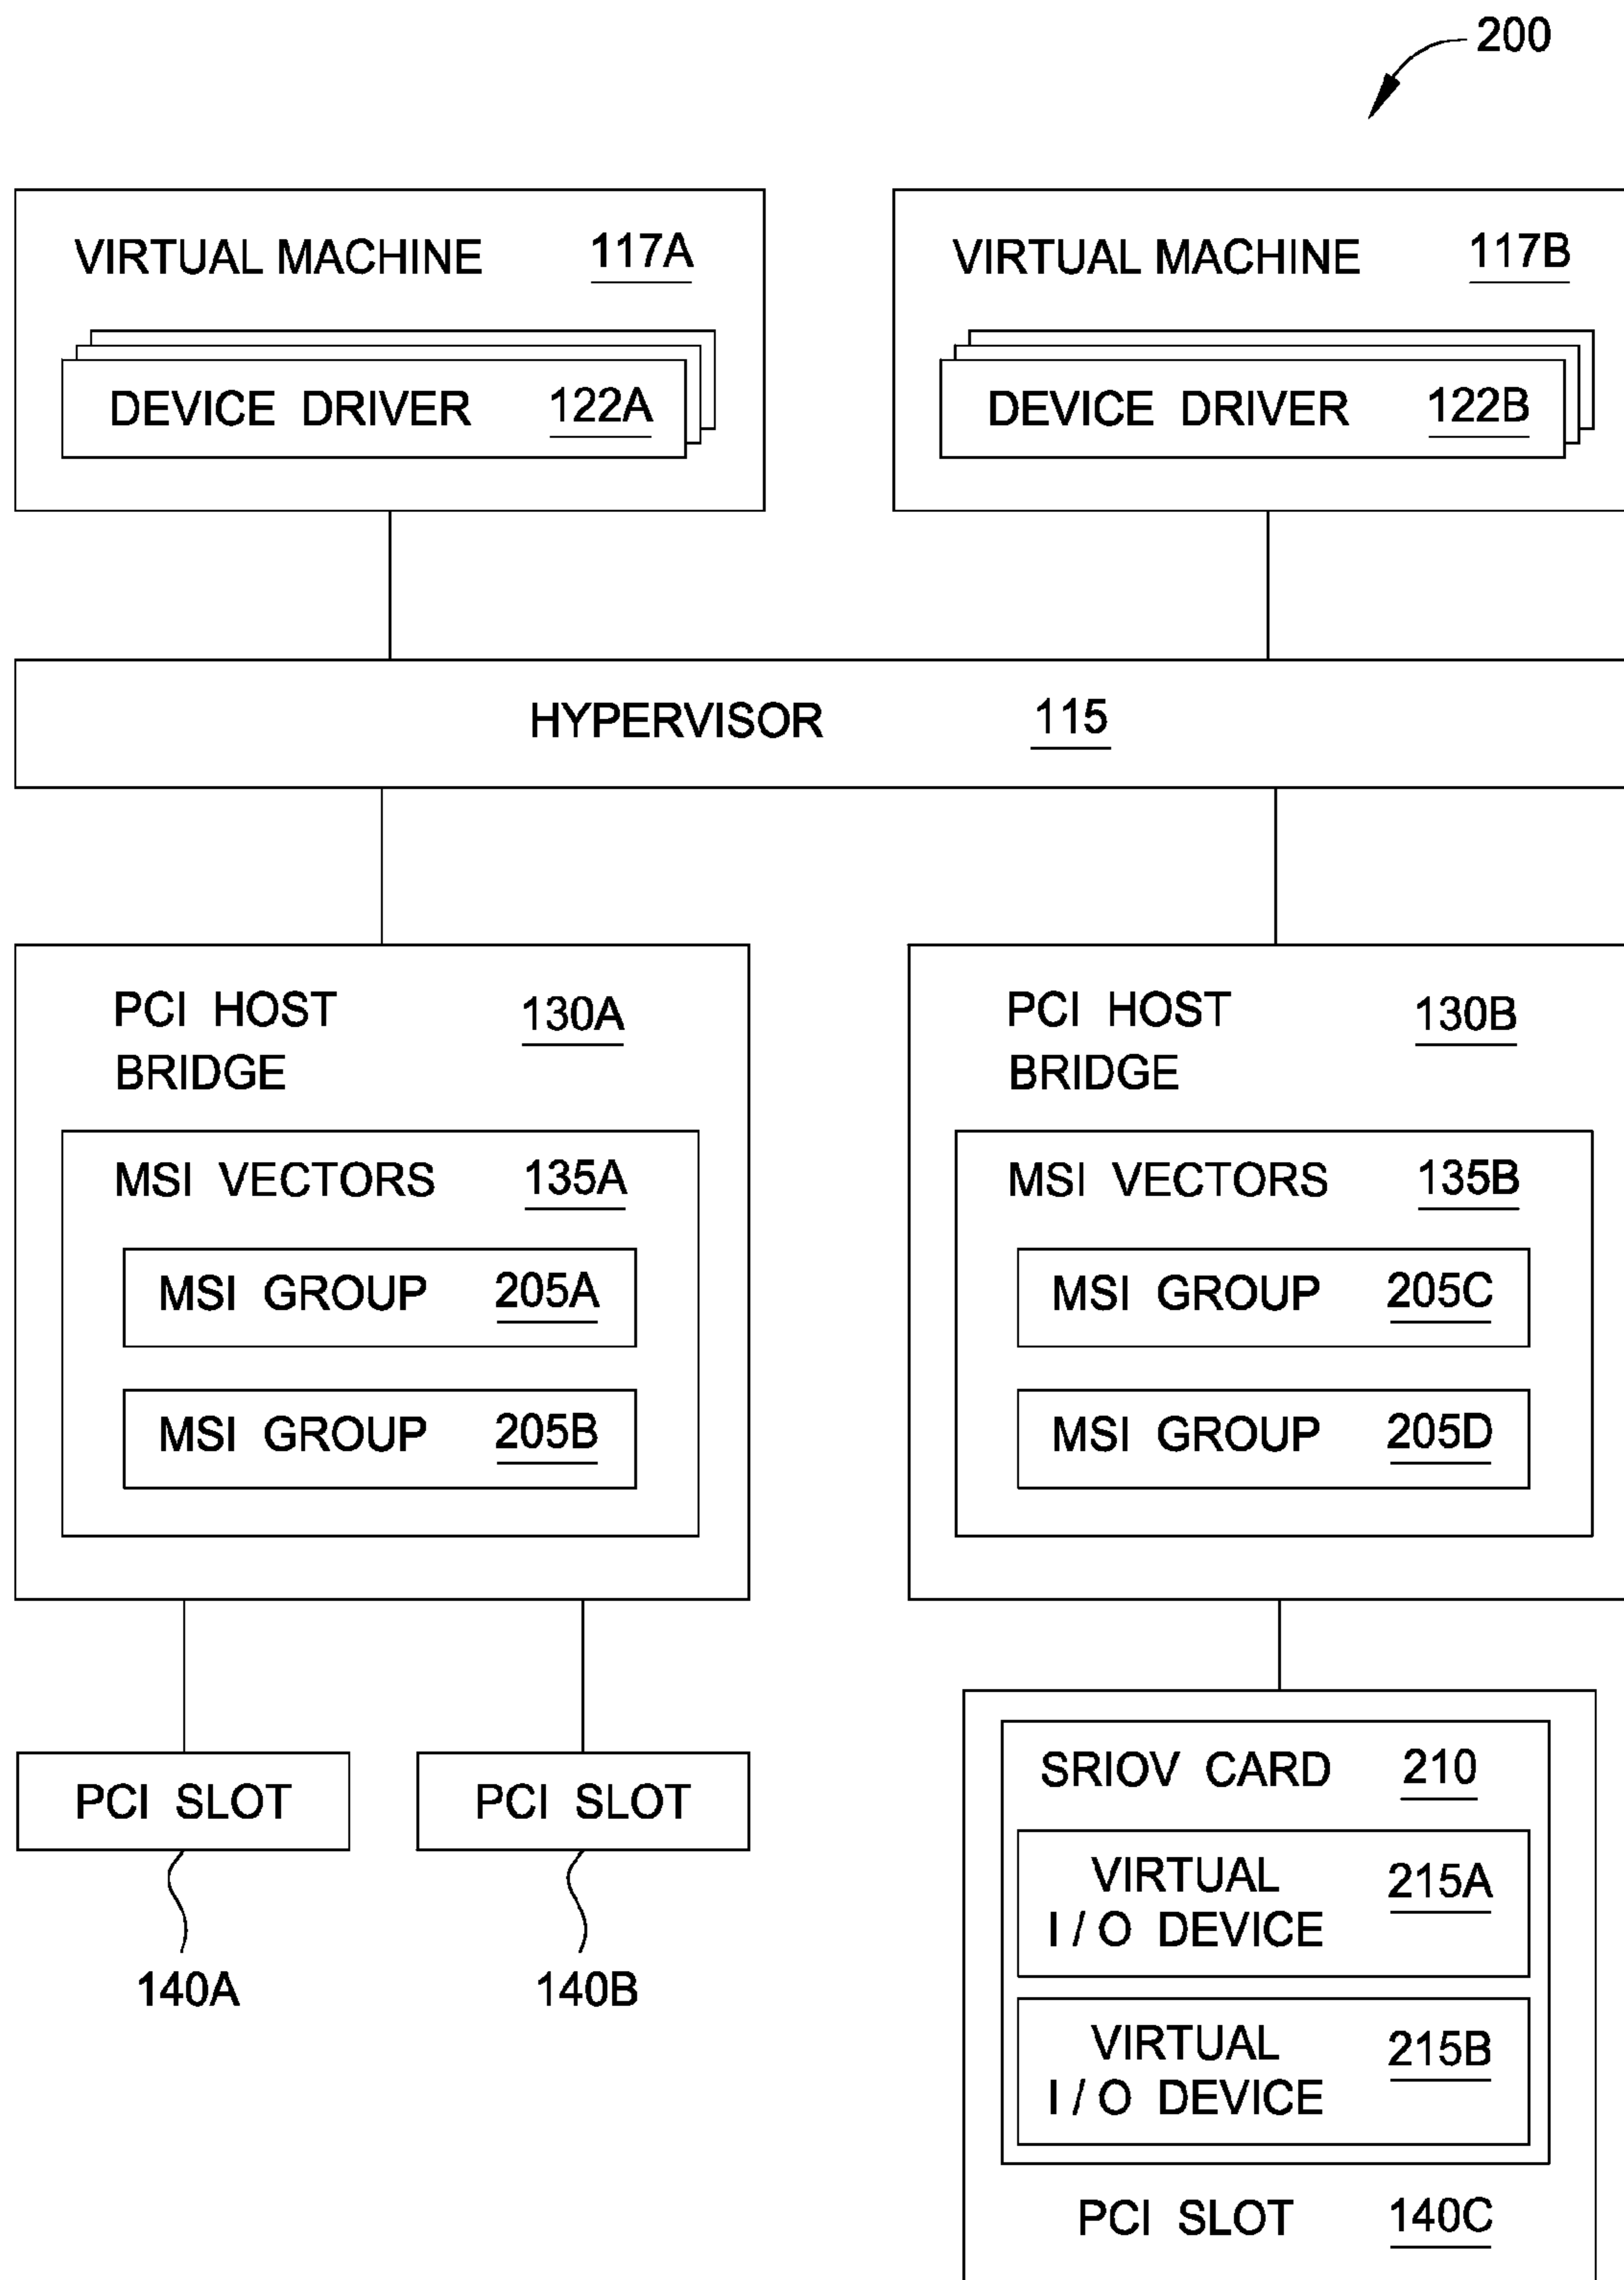 200
VIRTUAL MACHINE 117A
DEVICE DRIVER 122A
VIRTUAL MACHINE 117B
DEVICE DRIVER 122B
HYPERVISOR 115
PCI HOST 130A
BRIDGE
MSI VECTORS 135A
MSI GROUP 205A
MSI GROUP 205B
PCI HOST 130B
BRIDGE
MSI VECTORS 135B
MSI GROUP 205C
MSI GROUP 205D
PCI SLOT
140A
PCI SLOT
140B
SRIOV CARD 210
VIRTUAL 215A
I / O DEVICE
VIRTUAL 215B
I / O DEVICE
PCI SLOT 140C